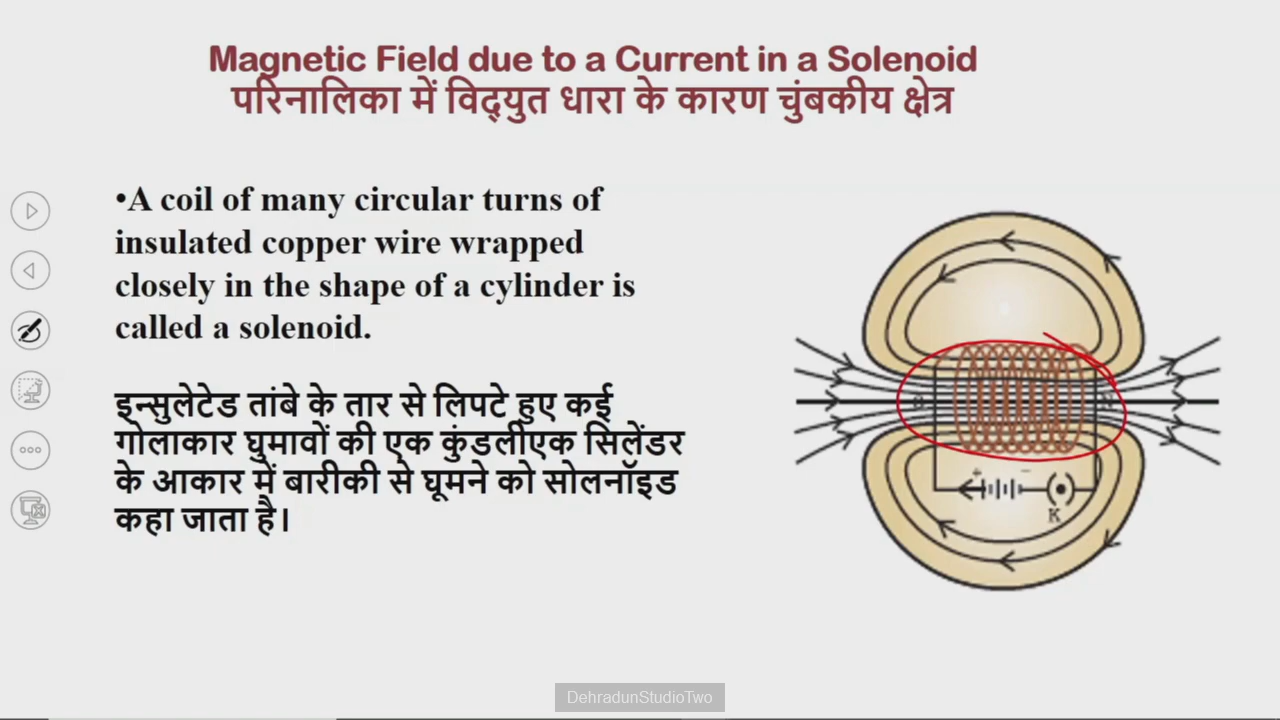 Magnetic Field due to a Current in a Solenoid
परिनालिका में विद्युत धारा के कारण चुंबकीय क्षेत्र
•A coil of many circular turns of
insulated copper wire wrapped
closely in the shape of a cylinder is
called a solenoid.
इन्सुलेटेड तांबे के तार से लिपटे हुए कई
गोलाकार घुमावों की एक कुंडलीएक सिलेंडर
के आकार में बारीकी से घूमने को सोलनॉइड
कहा जाता है।
+ −
K
DehradunStudioTwo